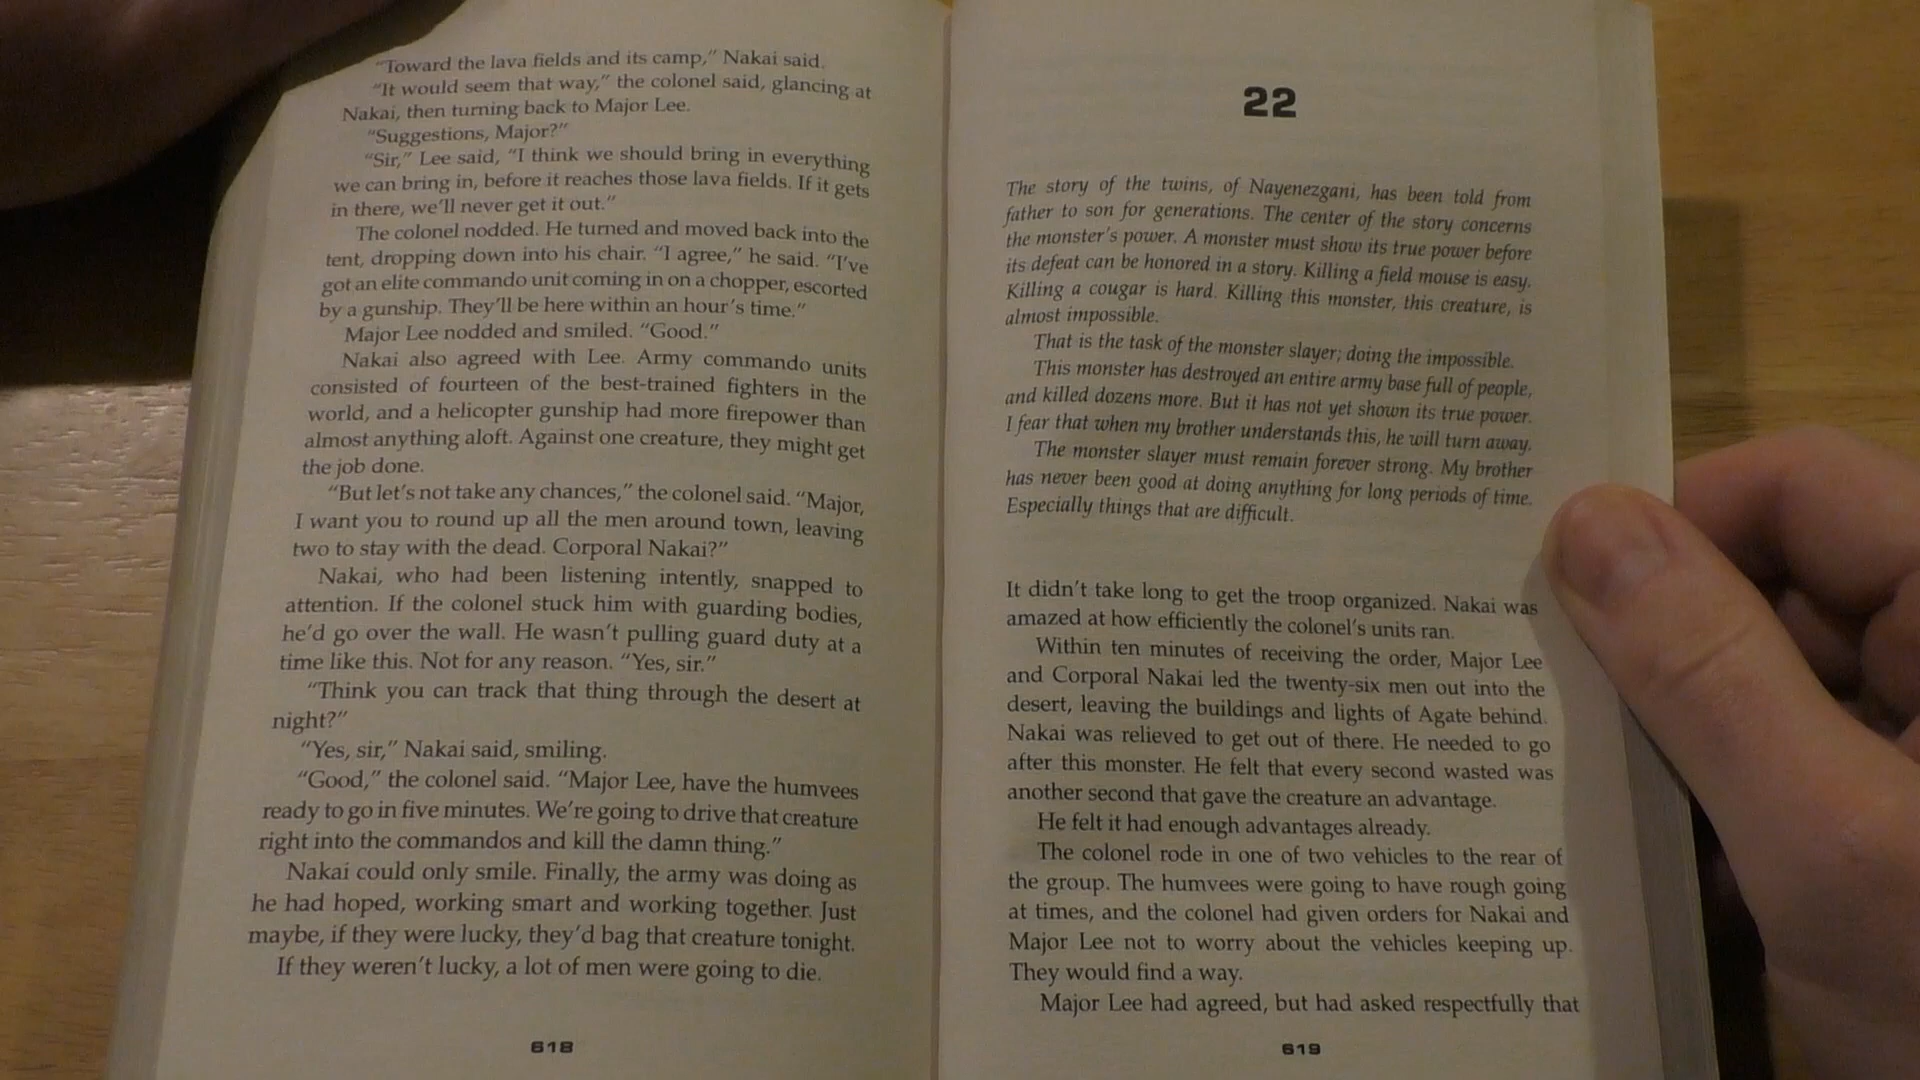 "Toward the lava fields and its camp," Nakai said.
"It would seem that way," the colonel said, glancing at
Nakai, then turning back to Major Lee.
"Suggestions, Major?"
"Sir," Lee said, "I think we should bring in everything
we can bring in, before it reaches those lava fields. If it gets
in there, we'll never get it out."
The colonel nodded. He turned and moved back into the
tent, dropping down into his chair. "I agree," he said. "I've
got an elite commando unit coming in on a chopper, escorted
by a gunship. They'll be here within an hour's time."
Major Lee nodded and smiled. "Good."
Nakai also agreed with Lee. Army commando units
consisted of fourteen of the best-trained fighters in the
world, and a helicopter gunship had more firepower than
almost anything aloft. Against one creature, they might get
the job done.
"But let's not take any chances," the colonel said. "Major,
I want you to round up all the men around town, leaving
two to stay with the dead. Corporal Nakai?"
Nakai, who had been listening intently, snapped to
attention. If the colonel stuck him with guarding bodies,
he'd go over the wall. He wasn't pulling guard duty at a
time like this. Not for any reason. "Yes, sir."
"Think you can track that thing through the desert at
night?"
"Yes, sir," Nakai said, smiling.
"Good," the colonel said. "Major Lee, have the humvees
ready to go in five minutes. We're going to drive that creature
right into the commandos and kill the damn thing."
Nakai could only smile. Finally, the army was doing as
he had hoped, working smart and working together. Just
maybe, if they were lucky, they'd bag that creature tonight.
If they weren't lucky, a lot of men were going to die.
618
22
The story of the twins, of Nayenezgani, has been told from
father to son for generations. The center of the story concerns
the monster's power. A monster must show its true power before
its defeat can be honored in a story. Killing a field mouse is easy.
Killing a cougar is hard. Killing this monster, this creature, is
almost impossible.
That is the task of the monster slayer; doing the impossible.
This monster has destroyed an entire army base full of people,
and killed dozens more. But it has not yet shown its true power.
I fear that when my brother understands this, he will turn away.
The monster slayer must remain forever strong. My brother
has never been good at doing anything for long periods of time.
Especially things that are difficult.
It didn't take long to get the troop organized. Nakai was
amazed at how efficiently the colonel's units ran.
Within ten minutes of receiving the order, Major Lee
and Corporal Nakai led the twenty-six men out into the
desert, leaving the buildings and lights of Agate behind.
Nakai was relieved to get out of there. He needed to go
after this monster. He felt that every second wasted was
another second that gave the creature an advantage.
He felt it had enough advantages already.
The colonel rode in one of two vehicles to the rear of
the group. The humvees were going to have rough going
at times, and the colonel had given orders for Nakai and
Major Lee not to worry about the vehicles keeping up.
They would find a way.
Major Lee had agreed, but had asked respectfully that
619